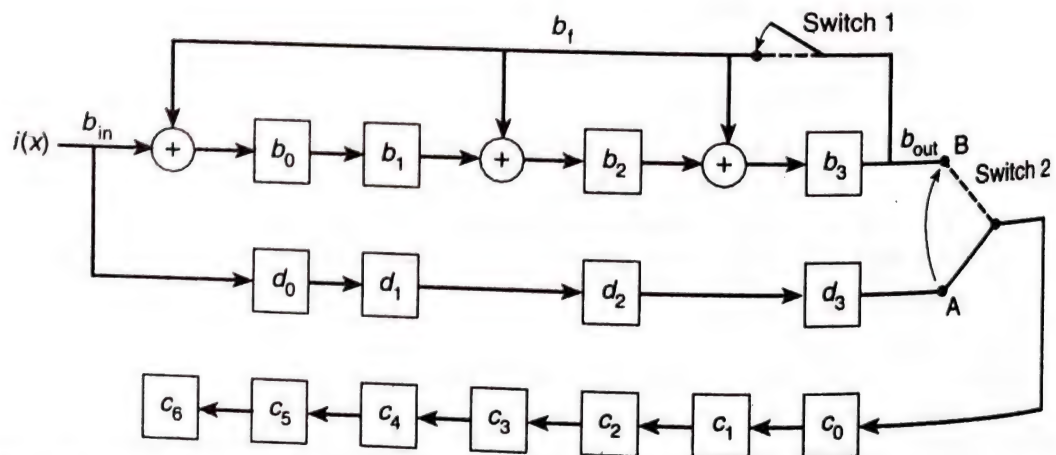 b_f
Switch 1
i(x)
b_in
+
b_0
b_1
+
b_2
+
b_3
b_out
B
Switch 2
d_0
d_1
d_2
d_3
A
c_6
c_5
c_4
c_3
c_2
c_1
c_0